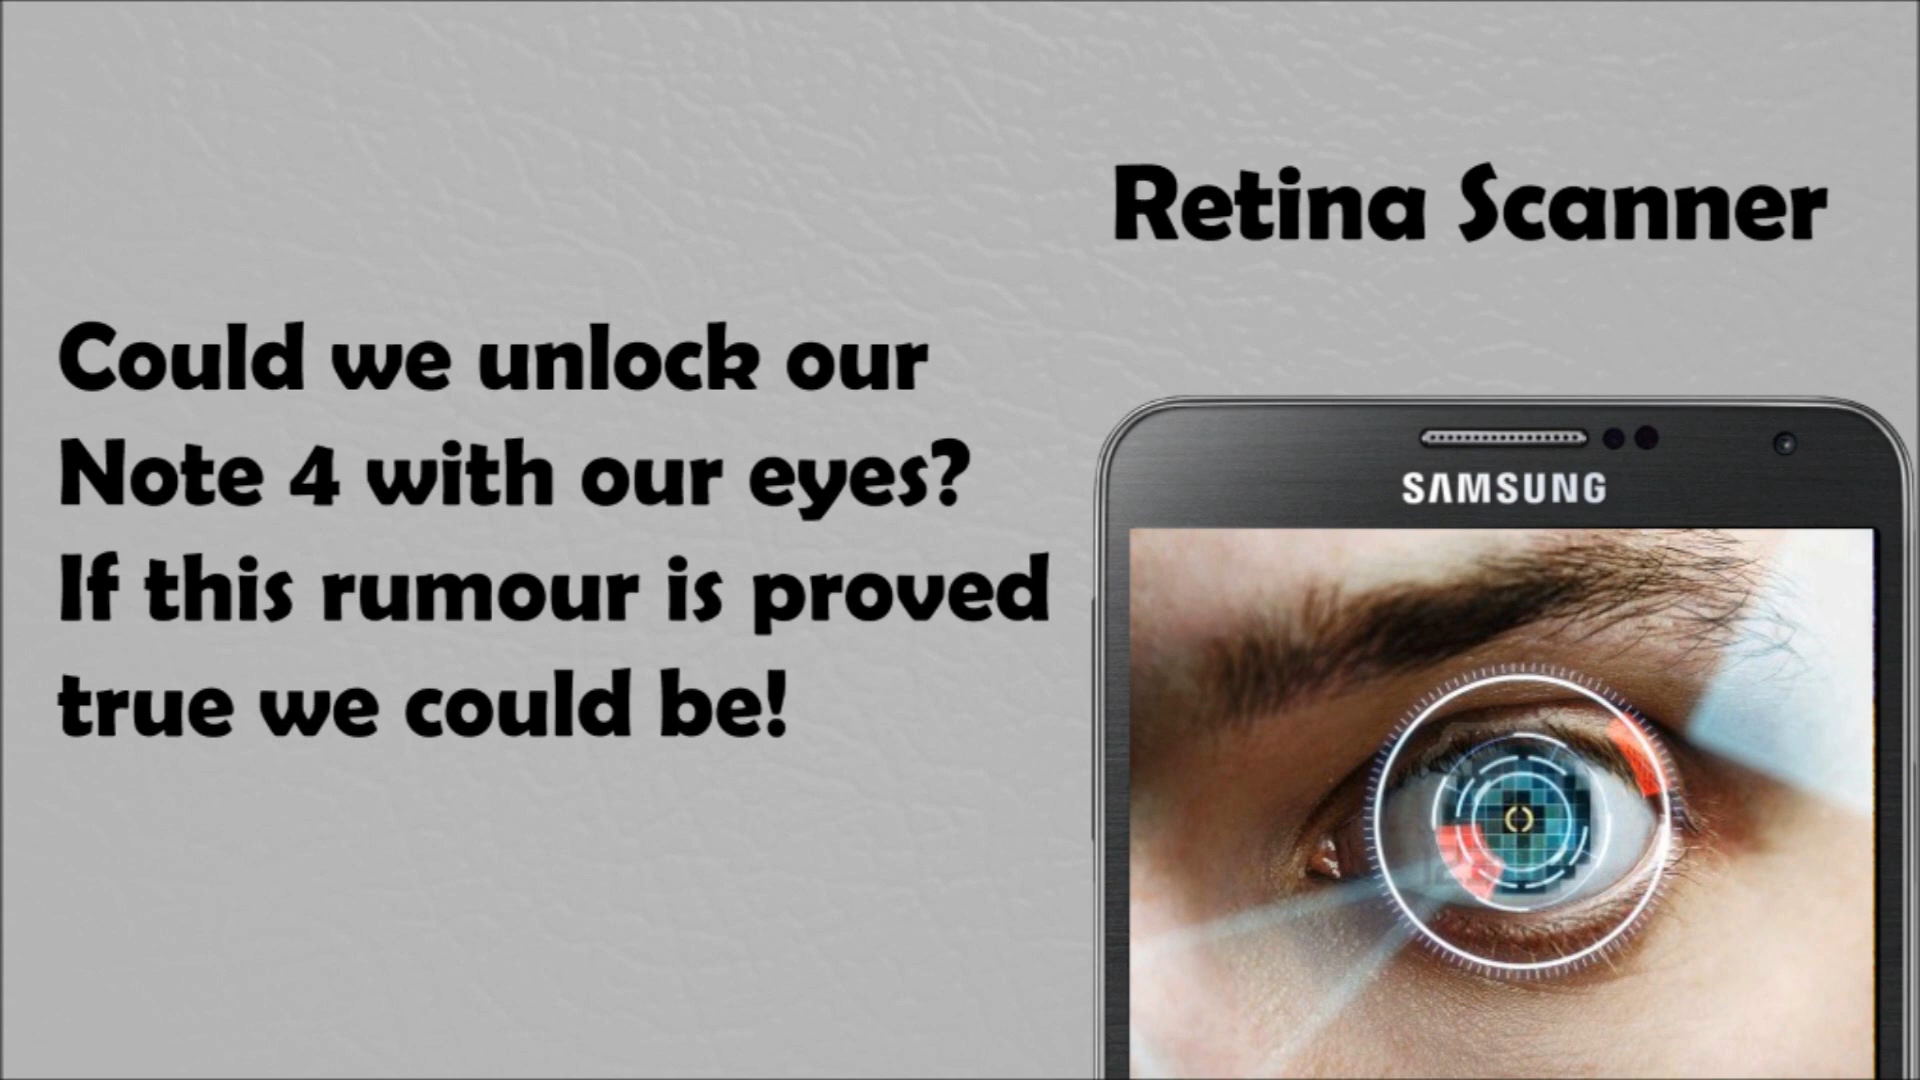 Retina Scanner
Could we unlock our
Note 4 with our eyes?
If this rumour is proved
true we could be!
SAMSUNG